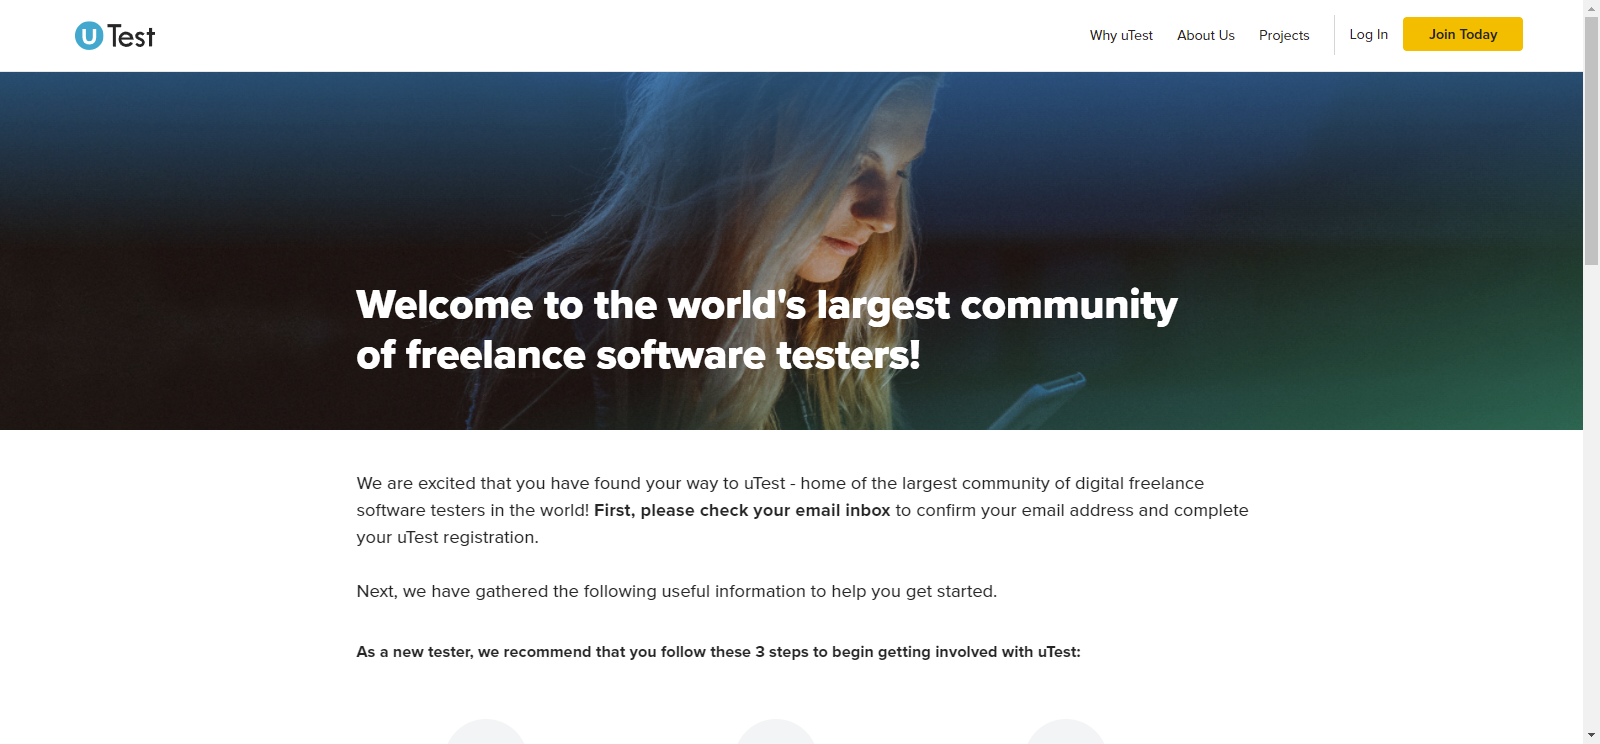 uTest
Why uTest
About Us
Projects
Log In
Join Today
Welcome to the world's largest community
of freelance software testers!
We are excited that you have found your way to uTest - home of the largest community of digital freelance
software testers in the world! First, please check your email inbox to confirm your email address and complete
your uTest registration.
Next, we have gathered the following useful information to help you get started.
As a new tester, we recommend that you follow these 3 steps to begin getting involved with uTest: